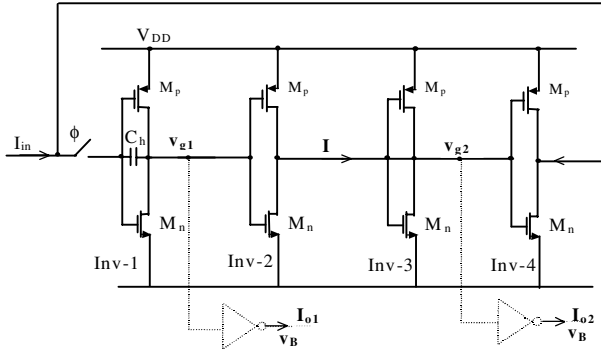 V_DD
M_p M_p M_p M_p
I_in ϕ C_h v_g1 I v_g2
M_n M_n M_n M_n
Inv-1 Inv-2 Inv-3 Inv-4
I_o1 I_o2
v_B v_B